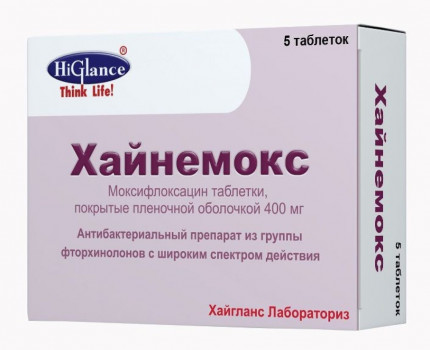 5 таблеток
HiGlance®
Think Life!
Хайнемокс
Моксифлоксацин таблетки,
покрытые пленочной оболочкой 400 мг
Антибактериальный препарат из группы
фторхинолонов с широким спектром действия
Хайгланс Лабораториз
Хайнемокс
5 таблеток